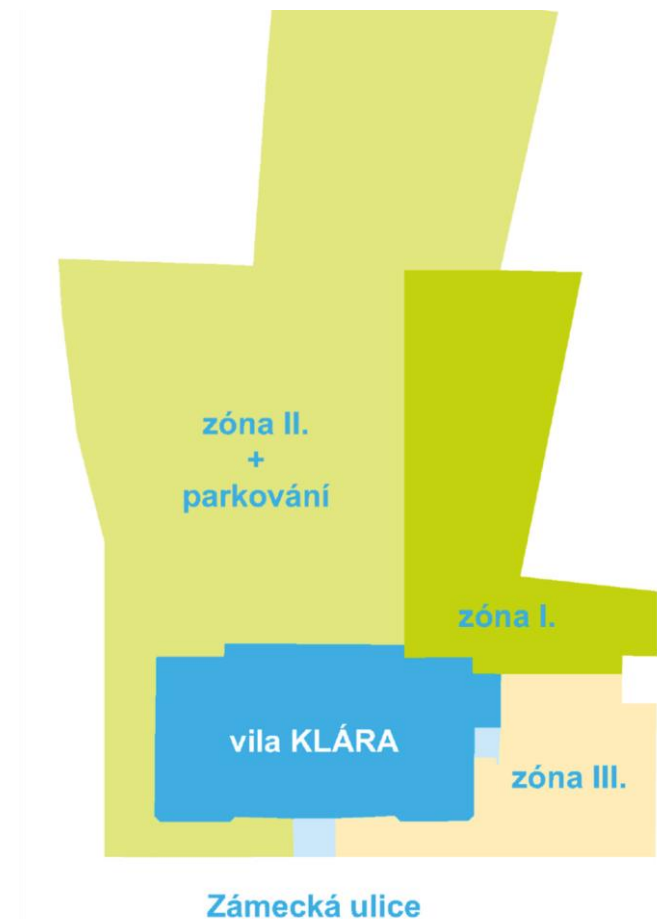 zóna II.
+
parkování
zóna I.
vila KLÁRA
zóna III.
Zámecká ulice